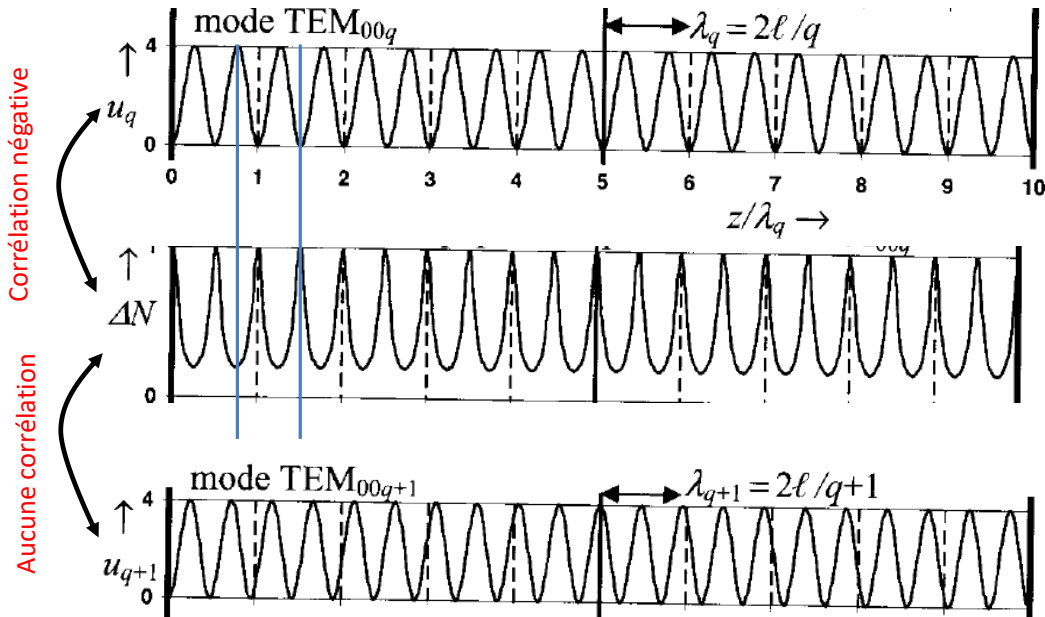 mode TEM₀₀q
λq = 2ℓ/q
4
↑
uq
0
0 1 2 3 4 5 6 7 8 9 10
z/λq →
Corrélation négative
1
↑
ΔN
0
Aucune corrélation
mode TEM₀₀q+1
λq+1 = 2ℓ/q+1
4
↑
uq+1
0